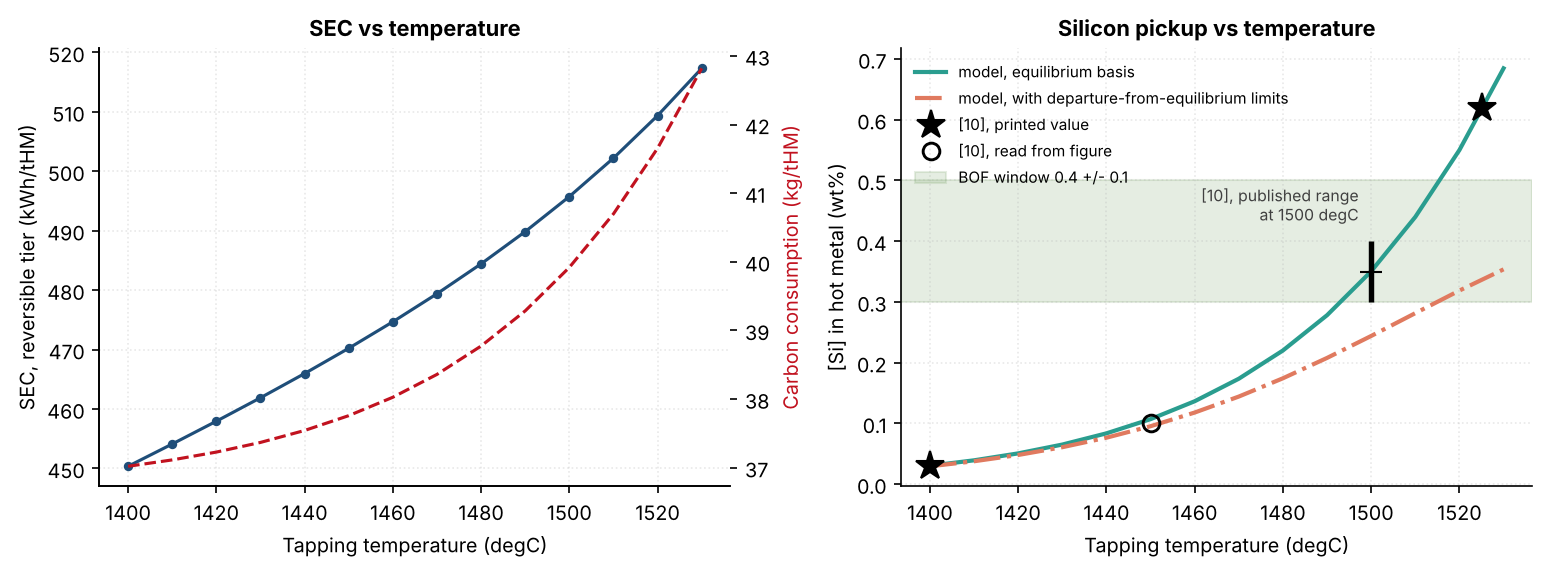 SEC vs temperature
520
510
500
490
480
470
460
450
SEC, reversible tier (kWh/tHM)
43
42
41
40
39
38
37
Carbon consumption (kg/tHM)
1400
1420
1440
1460
1480
1500
1520
Tapping temperature (degC)
Silicon pickup vs temperature
0.7
0.6
0.5
0.4
0.3
0.2
0.1
0.0
[Si] in hot metal (wt%)
model, equilibrium basis
model, with departure-from-equilibrium limits
[10], printed value
[10], read from figure
BOF window 0.4 +/- 0.1
[10], published range
at 1500 degC
1400
1420
1440
1460
1480
1500
1520
Tapping temperature (degC)